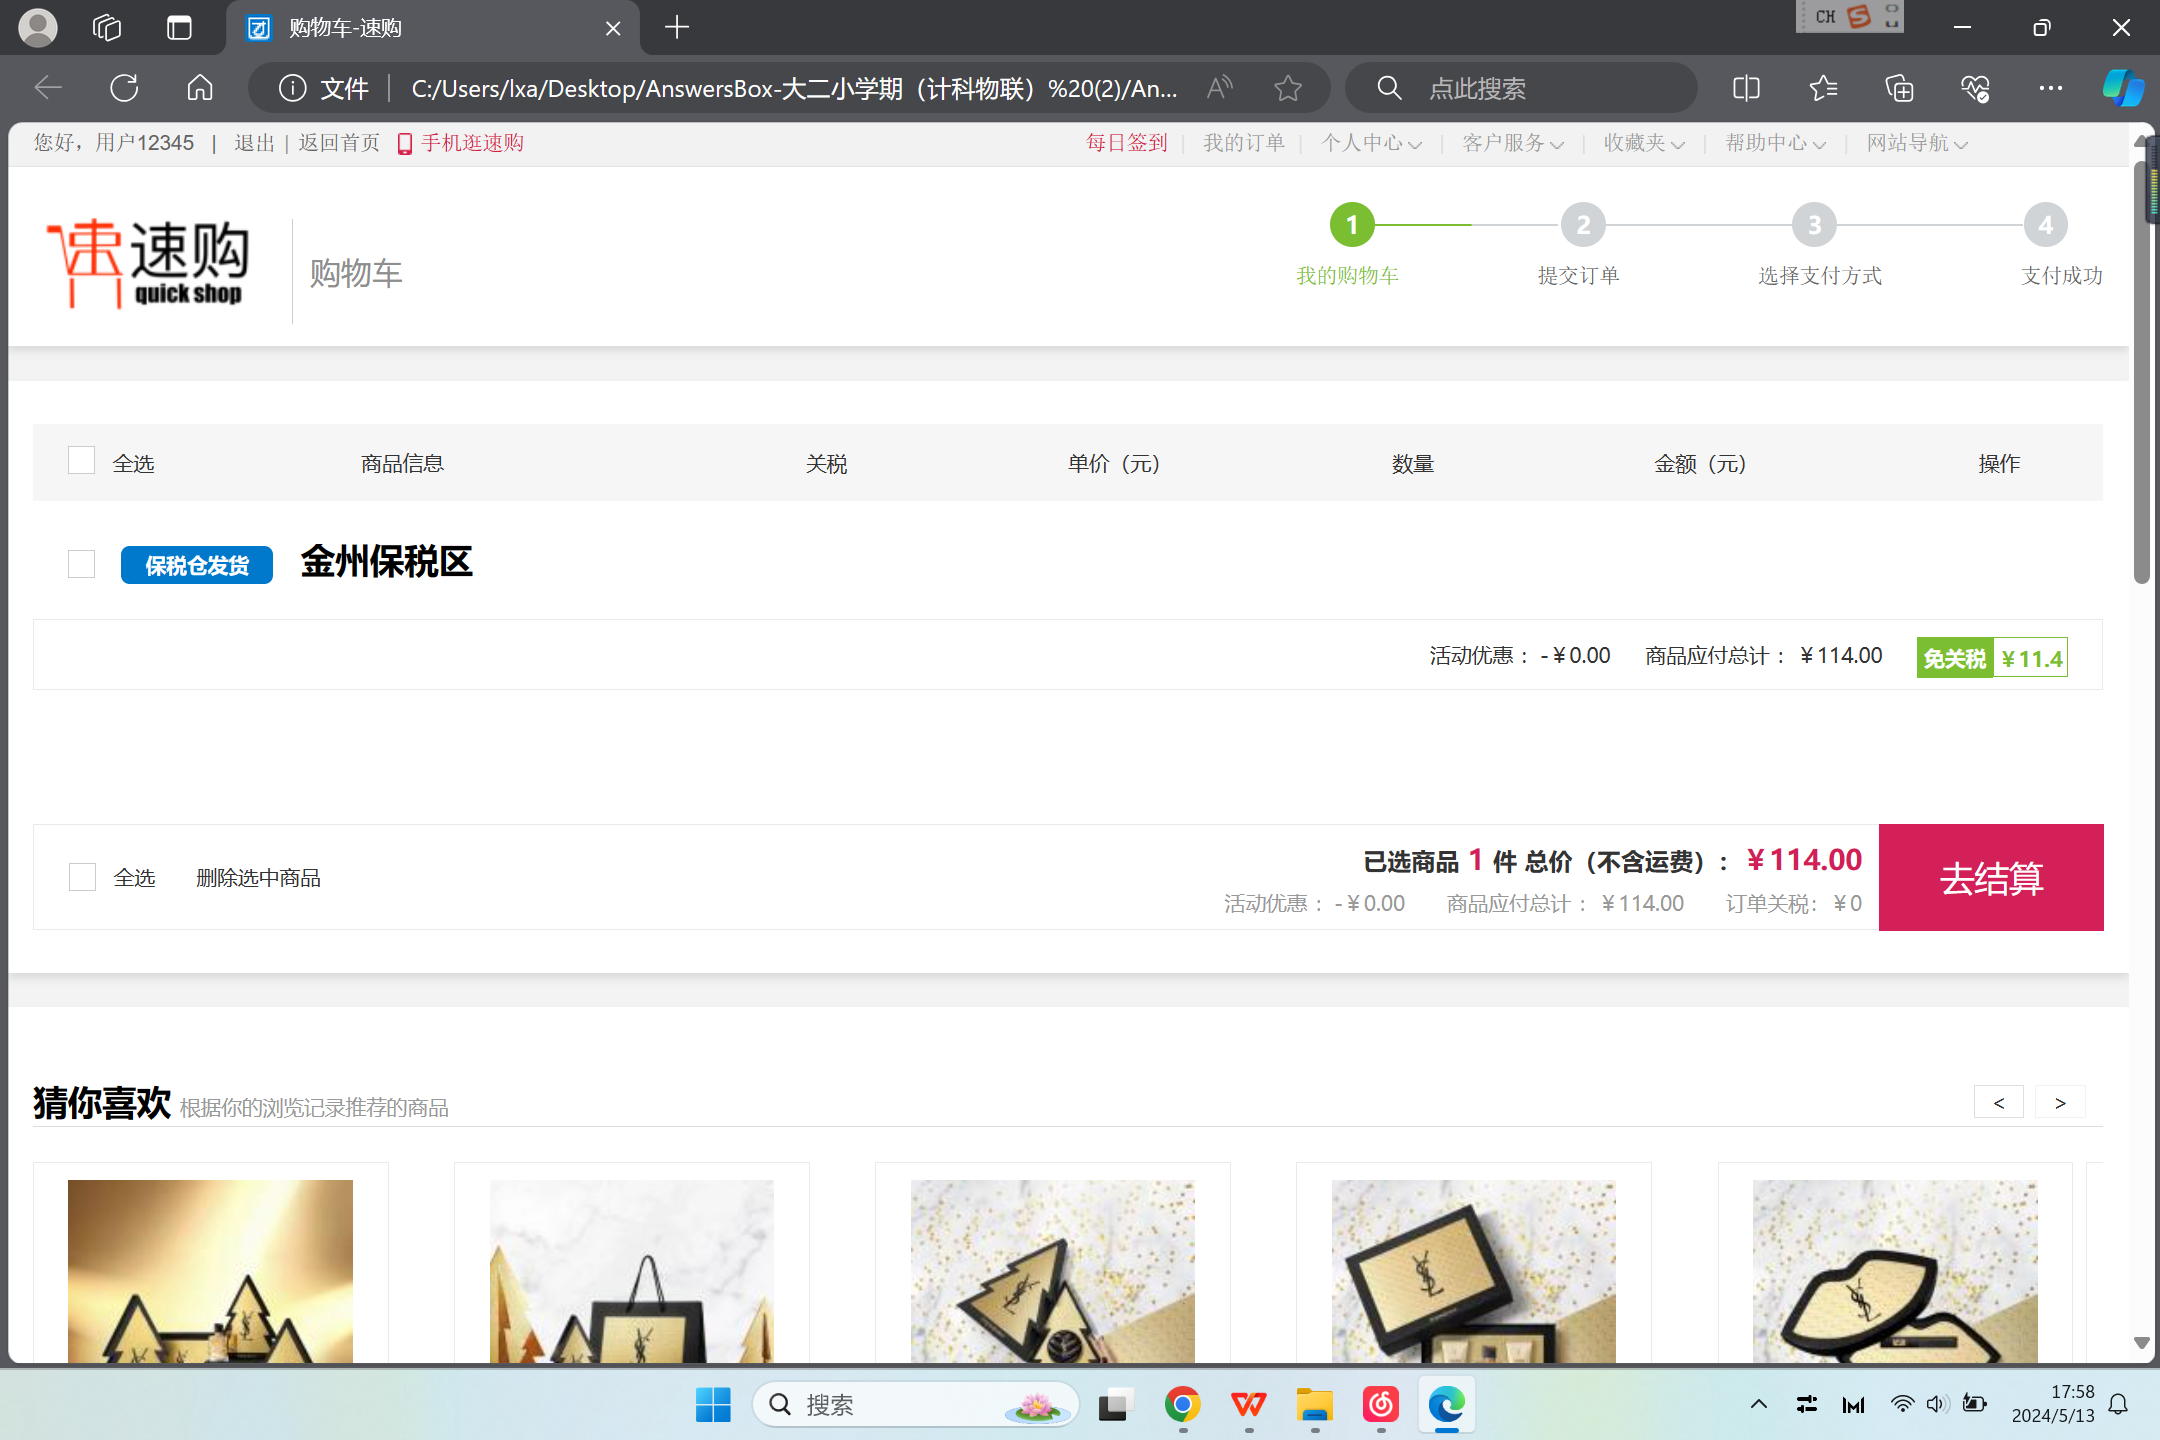 购物车-速购
CH
文件 C:/Users/lxa/Desktop/AnswersBox-大二小学期（计科物联）%20(2)/An... 点此搜索
您好，用户12345 | 退出 | 返回首页 手机逛速购 每日签到 | 我的订单 | 个人中心 | 客户服务 | 收藏夹 | 帮助中心 | 网站导航
速购
quick shop
购物车
1 2 3 4
我的购物车 提交订单 选择支付方式 支付成功
全选 商品信息 关税 单价（元） 数量 金额（元） 操作
保税仓发货 金州保税区
活动优惠 ：-￥0.00 商品应付总计 ：￥114.00 免关税 ￥11.4
已选商品 1 件 总价（不含运费）：￥114.00
全选 删除选中商品
去结算
活动优惠 ：-￥0.00 商品应付总计 ：￥114.00 订单关税：￥0
猜你喜欢 根据你的浏览记录推荐的商品 < >
搜索
17:58
2024/5/13